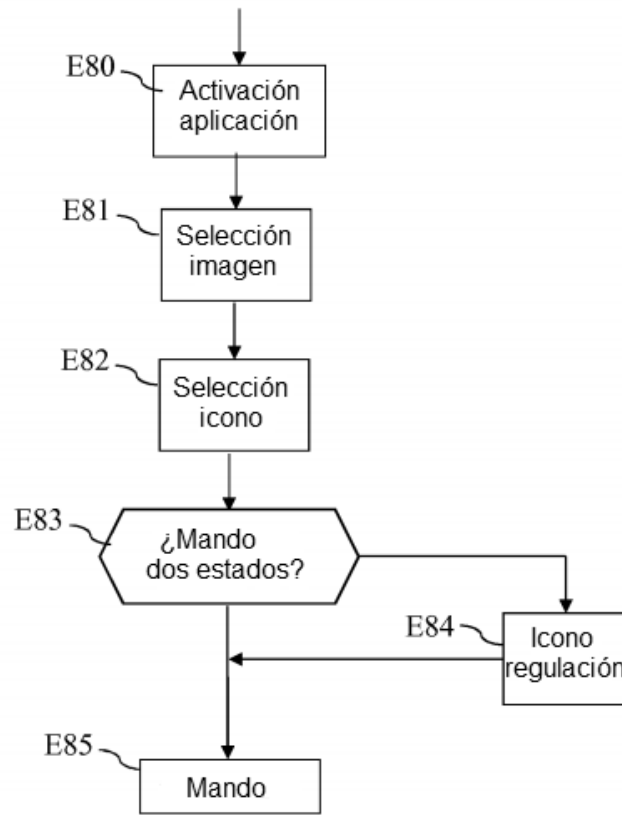 E80
Activación
aplicación
E81
Selección
imagen
E82
Selección
icono
E83
¿Mando
dos estados?
E84
Icono
regulación
E85
Mando